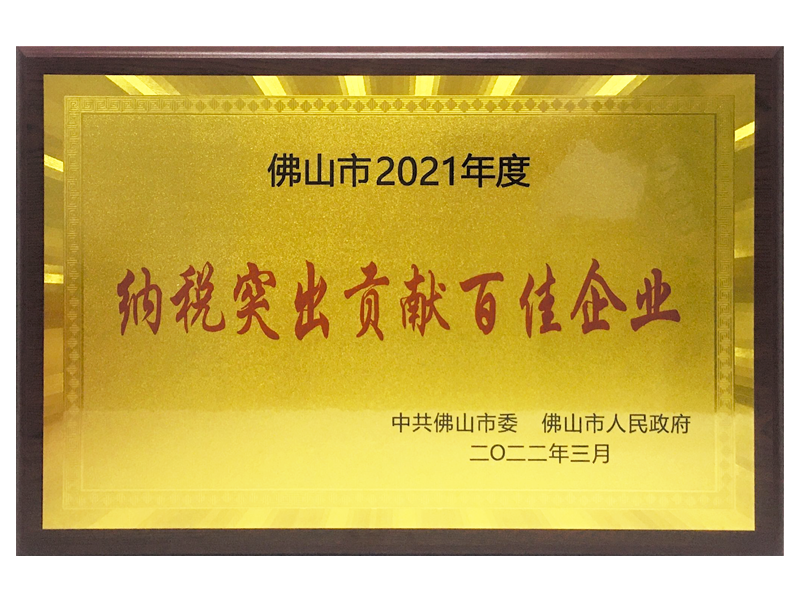 佛山市2021年度
纳税突出贡献百佳企业
中共佛山市委 佛山市人民政府
二〇二二年三月